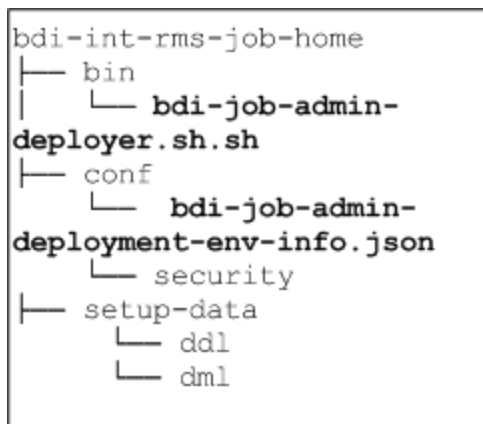 bdi-int-rms-job-home
├── bin
│   └── bdi-job-admin-
deployer.sh.sh
├── conf
    └──  bdi-job-admin-
deployment-env-info.json
    └── security
├── setup-data
     └── ddl
     └── dml